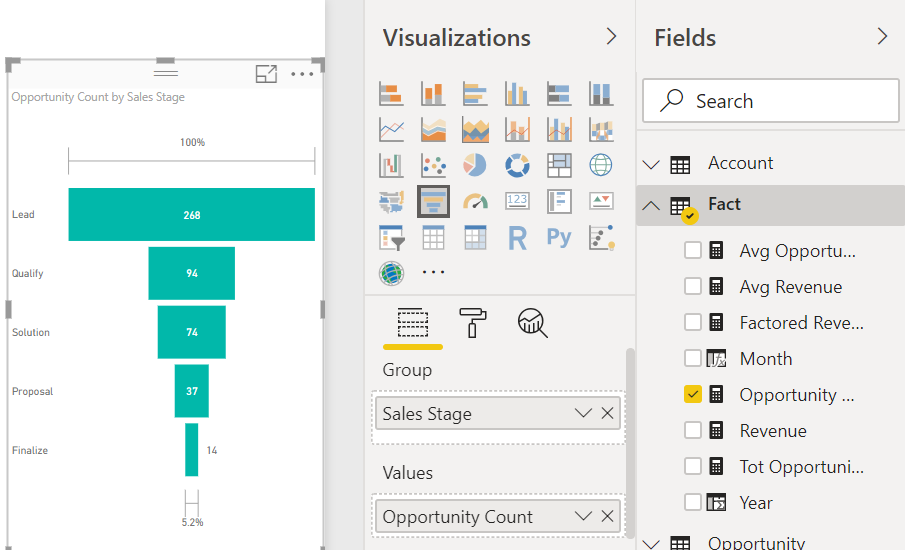 Opportunity Count by Sales Stage
100%
Lead
268
Qualify
94
Solution
74
Proposal
37
Finalize
14
5.2%
Visualizations
123
R
Py
Group
Sales Stage
Values
Opportunity Count
Fields
Search
Account
Fact
Avg Opportu...
Avg Revenue
Factored Reve...
Month
Opportunity ...
Revenue
Tot Opportuni...
Year
Opportunity